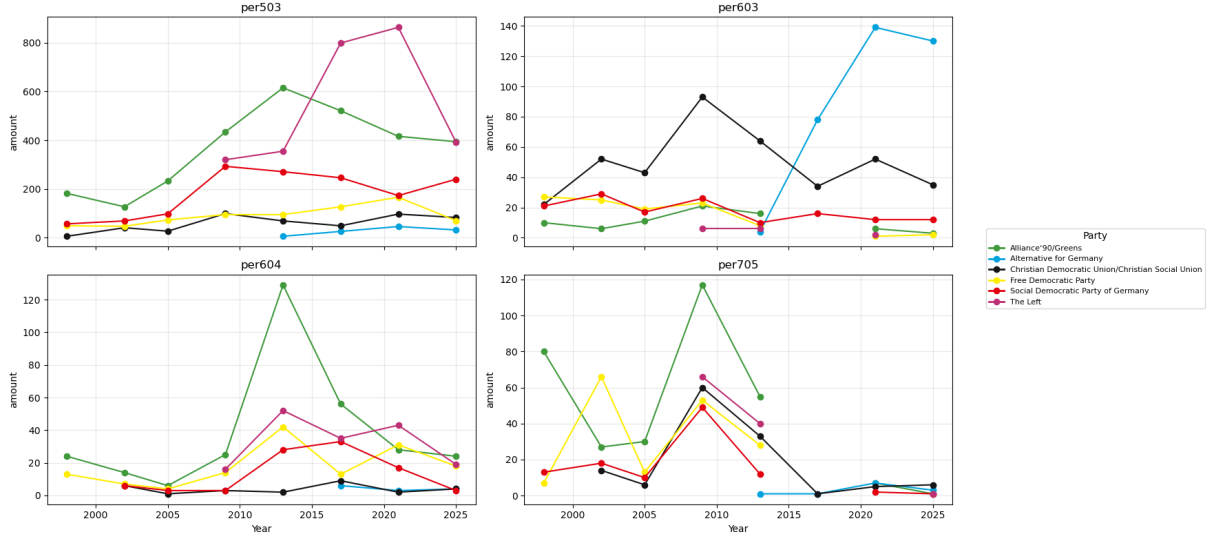 per503
per603
amount
800
600
400
200
0
amount
140
120
100
80
60
40
20
0
per604
per705
amount
120
100
80
60
40
20
0
2000
2005
2010
2015
2020
2025
Year
amount
120
100
80
60
40
20
0
2000
2005
2010
2015
2020
2025
Year
Party
Alliance'90/Greens
Alternative for Germany
Christian Democratic Union/Christian Social Union
Free Democratic Party
Social Democratic Party of Germany
The Left